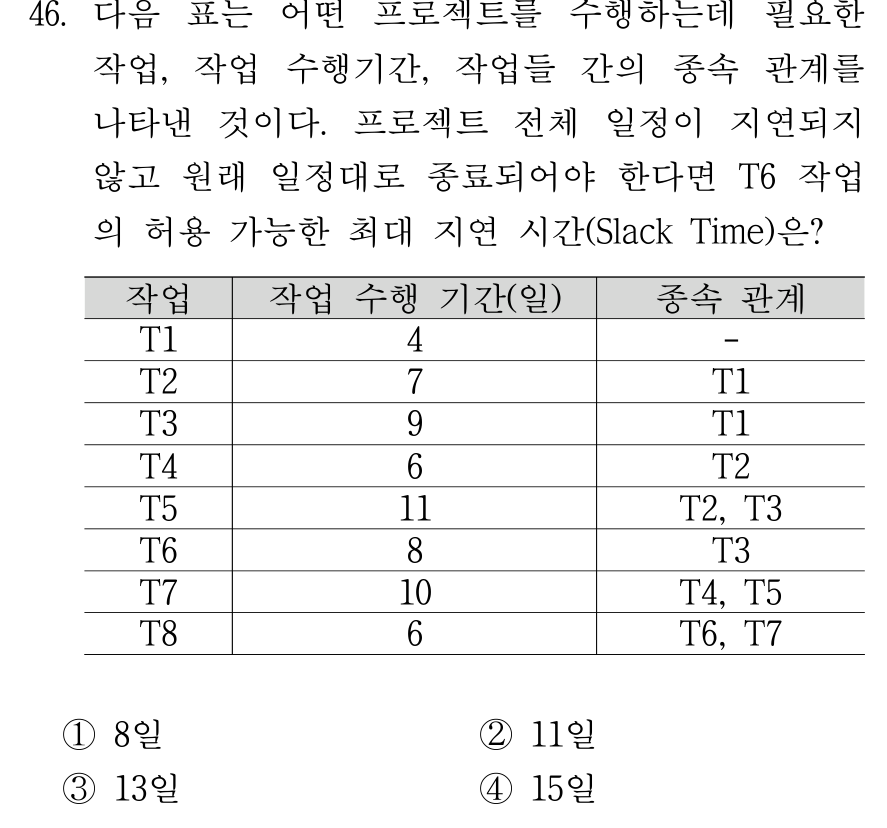 46. 다음 표는 어떤 프로젝트를 수행하는데 필요한
작업, 작업 수행기간, 작업들 간의 종속 관계를
나타낸 것이다. 프로젝트 전체 일정이 지연되지
않고 원래 일정대로 종료되어야 한다면 T6 작업
의 허용 가능한 최대 지연 시간(Slack Time)은?
작업 작업 수행 기간(일) 종속 관계
T1 4 -
T2 7 T1
T3 9 T1
T4 6 T2
T5 11 T2, T3
T6 8 T3
T7 10 T4, T5
T8 6 T6, T7
① 8일 ② 11일
③ 13일 ④ 15일